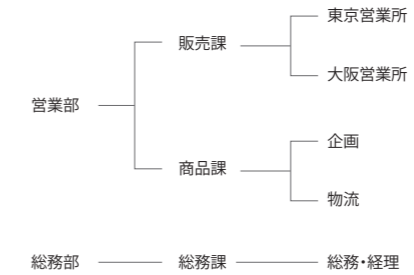 東京営業所
販売課
大阪営業所
営業部
企画
商品課
物流
総務部 総務課 総務・経理